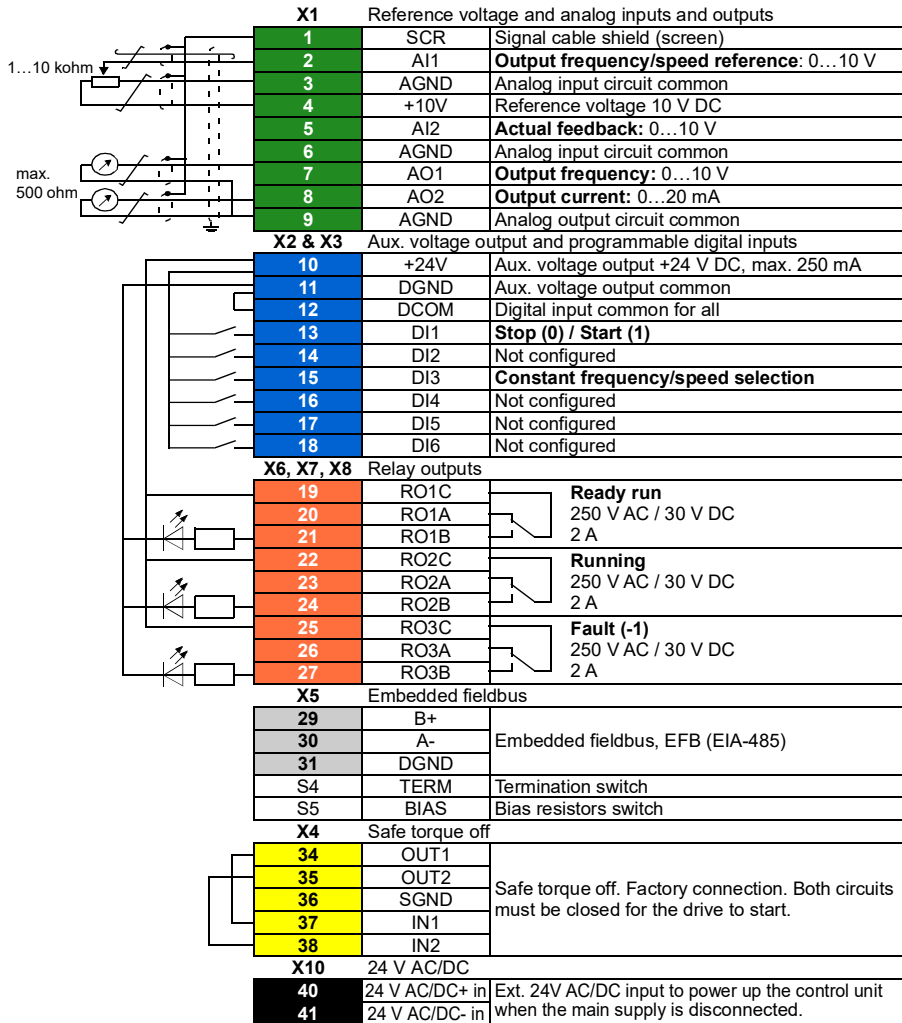 X1 Reference voltage and analog inputs and outputs
1 SCR Signal cable shield (screen)
1…10 kohm
2 AI1 Output frequency/speed reference: 0…10 V
3 AGND Analog input circuit common
4 +10V Reference voltage 10 V DC
5 AI2 Actual feedback: 0…10 V
6 AGND Analog input circuit common
max.
500 ohm
7 AO1 Output frequency: 0…10 V
8 AO2 Output current: 0…20 mA
9 AGND Analog output circuit common
X2 & X3 Aux. voltage output and programmable digital inputs
10 +24V Aux. voltage output +24 V DC, max. 250 mA
11 DGND Aux. voltage output common
12 DCOM Digital input common for all
13 DI1 Stop (0) / Start (1)
14 DI2 Not configured
15 DI3 Constant frequency/speed selection
16 DI4 Not configured
17 DI5 Not configured
18 DI6 Not configured
X6, X7, X8 Relay outputs
19 RO1C Ready run
20 RO1A 250 V AC / 30 V DC
21 RO1B 2 A
22 RO2C Running
23 RO2A 250 V AC / 30 V DC
24 RO2B 2 A
25 RO3C Fault (-1)
26 RO3A 250 V AC / 30 V DC
27 RO3B 2 A
X5 Embedded fieldbus
29 B+
30 A- Embedded fieldbus, EFB (EIA-485)
31 DGND
S4 TERM Termination switch
S5 BIAS Bias resistors switch
X4 Safe torque off
34 OUT1
35 OUT2
36 SGND
37 IN1
38 IN2
Safe torque off. Factory connection. Both circuits
must be closed for the drive to start.
X10 24 V AC/DC
40 24 V AC/DC+ in Ext. 24V AC/DC input to power up the control unit
41 24 V AC/DC- in when the main supply is disconnected.